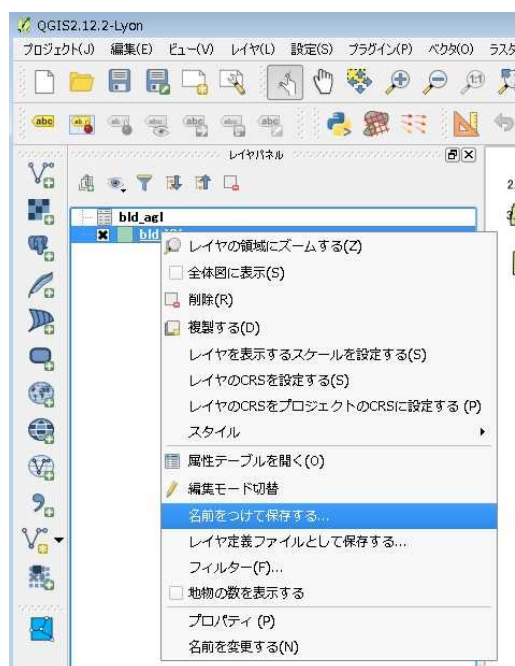 QGIS2.12.2-Lyon
プロジェクト(J) 編集(E) ビュー(V) レイヤ(L) 設定(S) プラグイン(P) ベクタ(O) ラスタ
レイヤパネル
bld_agl
レイヤの領域にズームする(Z)
全体図に表示(S)
削除(R)
複製する(D)
レイヤを表示するスケールを設定する(S)
レイヤのCRSを設定する(S)
レイヤのCRSをプロジェクトのCRSに設定する (P)
スタイル
属性テーブルを開く(O)
編集モード切替
名前をつけて保存する...
レイヤ定義ファイルとして保存する...
フィルター(F)...
地物の数を表示する
プロパティ (P)
名前を変更する(N)